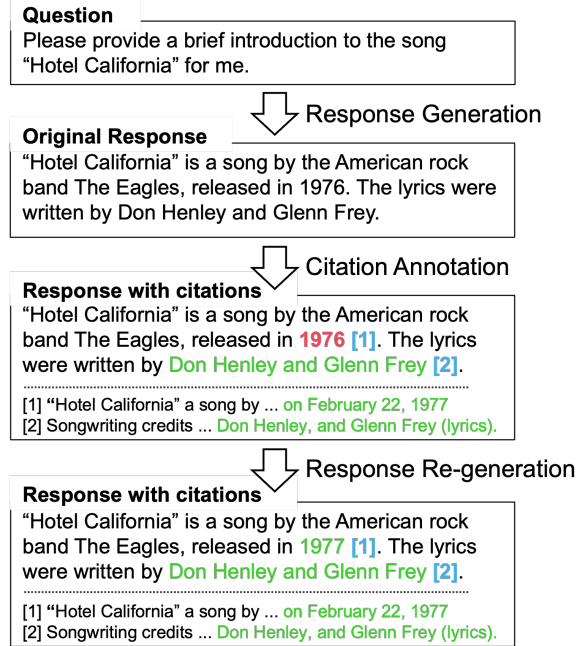 Question
Please provide a brief introduction to the song
“Hotel California” for me.
Response Generation
Original Response
“Hotel California” is a song by the American rock
band The Eagles, released in 1976. The lyrics were
written by Don Henley and Glenn Frey.
Citation Annotation
Response with citations
“Hotel California” is a song by the American rock
band The Eagles, released in 1976 [1]. The lyrics
were written by Don Henley and Glenn Frey [2].
[1] “Hotel California” a song by ... on February 22, 1977
[2] Songwriting credits ... Don Henley, and Glenn Frey (lyrics).
Response Re-generation
Response with citations
“Hotel California” is a song by the American rock
band The Eagles, released in 1977 [1]. The lyrics
were written by Don Henley and Glenn Frey [2].
[1] “Hotel California” a song by ... on February 22, 1977
[2] Songwriting credits ... Don Henley, and Glenn Frey (lyrics).